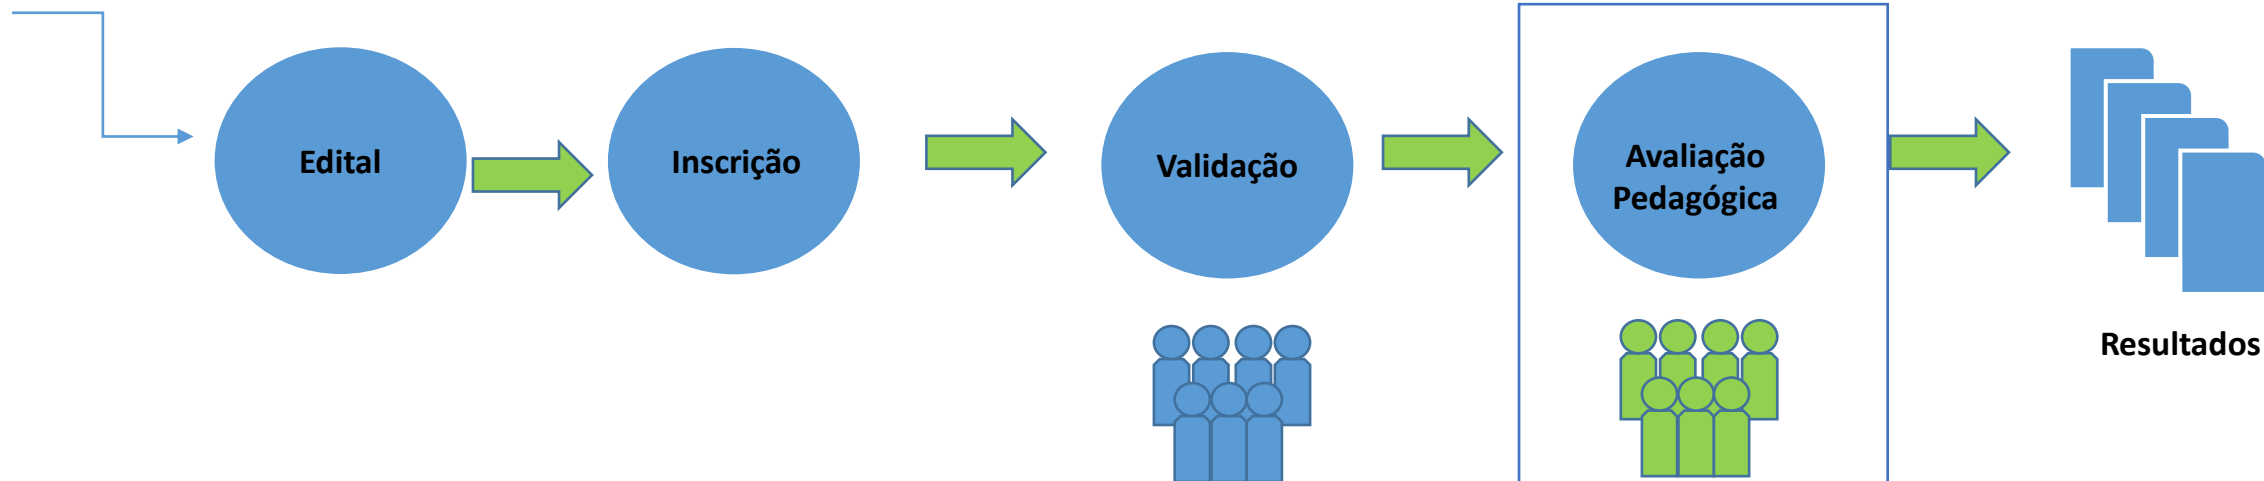 Edital
Inscrição
Validação
Avaliação
Pedagógica
Resultados